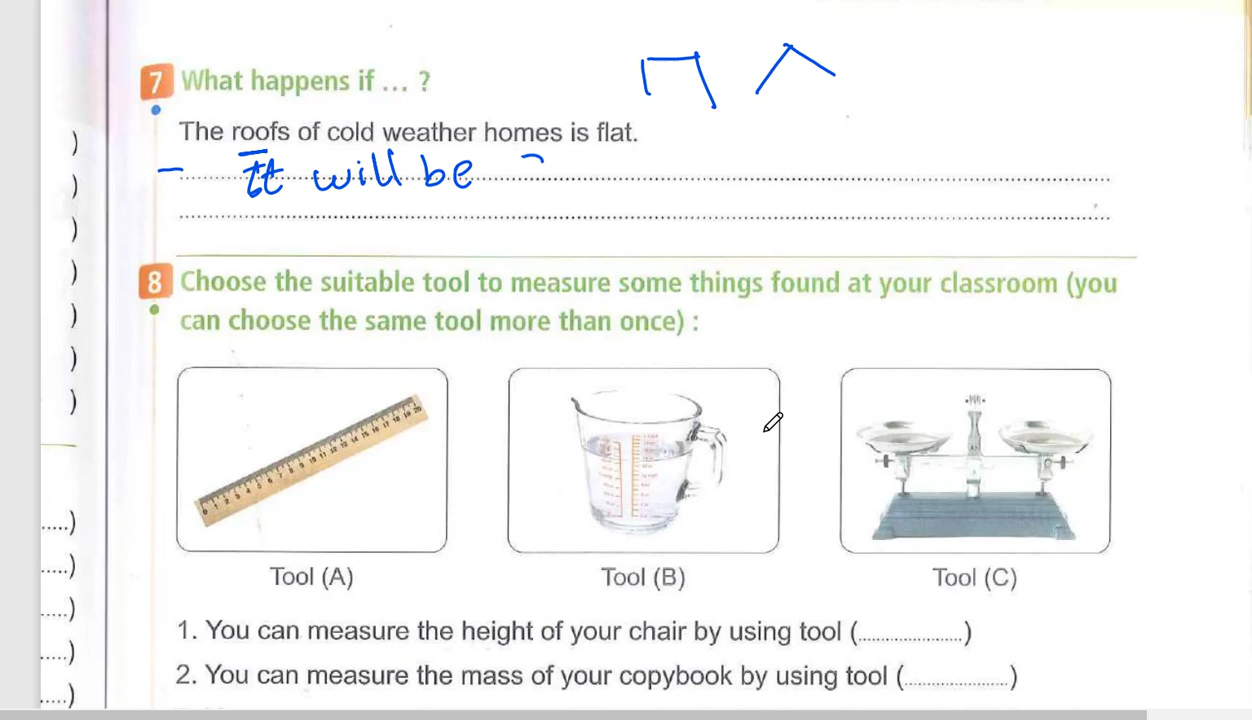 7 What happens if ... ?
The roofs of cold weather homes is flat.
- It will be
8 Choose the suitable tool to measure some things found at your classroom (you
can choose the same tool more than once) :
Tool (A) Tool (B) Tool (C)
1. You can measure the height of your chair by using tool (......................)
2. You can measure the mass of your copybook by using tool (......................)